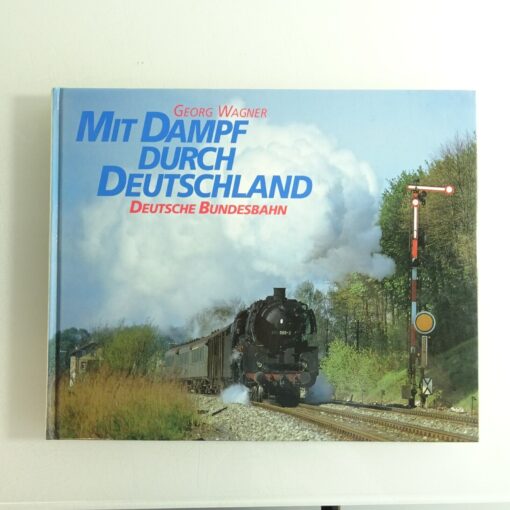 GEORG WAGNER
MIT DAMPF
DURCH
DEUTSCHLAND
DEUTSCHE BUNDESBAHN